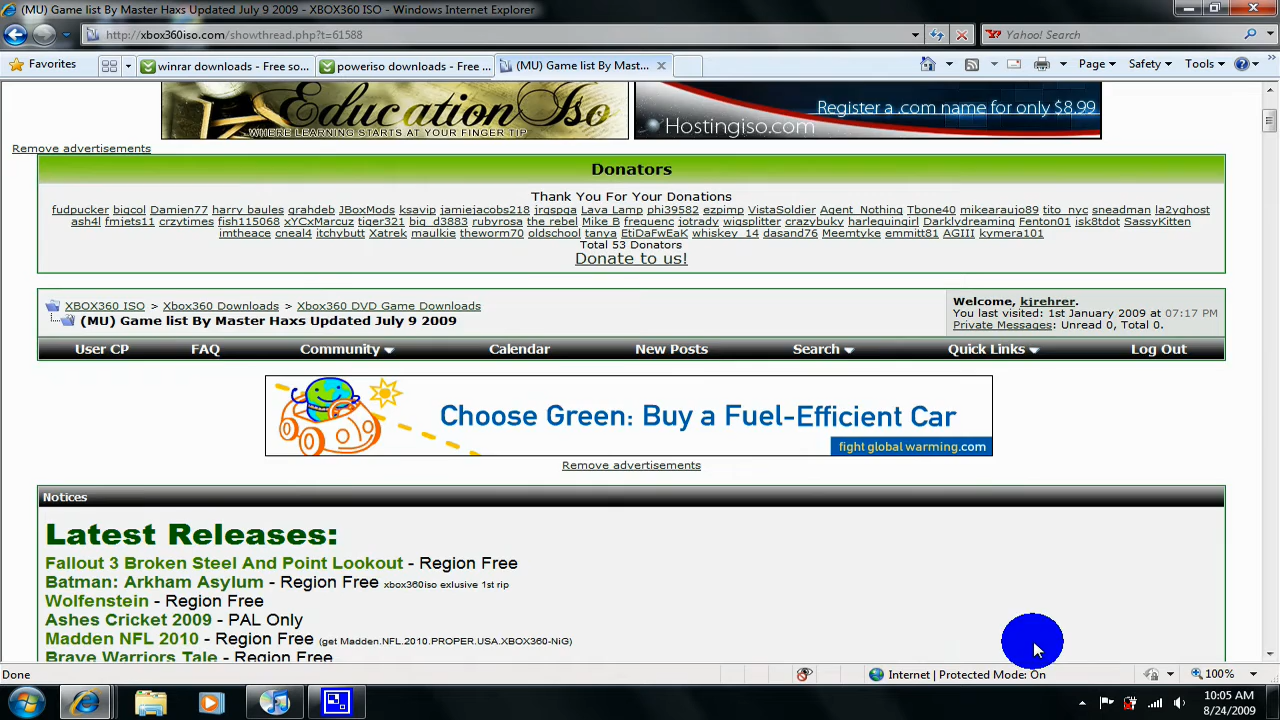 (MU) Game list By Master Haxs Updated July 9 2009 - XBOX360 ISO - Windows Internet Explorer
http://xbox360iso.com/showthread.php?t=61588
Yahoo! Search
Favorites
winrar downloads - Free so...
poweriso downloads - Free ...
(MU) Game list By Mast...
Page
Safety
Tools
EducationIso
WHERE LEARNING STARTS AT YOUR FINGER TIP
Register a .com name for only $8.99
Hostingiso.com
Remove advertisements
Donators
Thank You For Your Donations
fudpucker bigcol Damien77 harry_baules grahdeb JBoxMods ksavip jamiejacobs218 jrgspga Lava_Lamp phi39582 ezpimp VistaSoldier Agent_Nothing Tbone40 mikearaujo89 tito_nyc sneadman la2yghost
ash4l fmjets11 crzytimes fish115068 xYCxMarcuz tiger321 big_d3883 rubyrosa the rebel Mike B frequenc jotrady wigsplitter crazybuky harlequingirl Darklydreaming Fenton01 isk8tdot SassyKitten
imtheace cneal4 itchybutt Xatrek maulkie theworm70 oldschool tanya EtiDaFwEaK whiskey_14 dasand76 Meemtyke emmitt81 AGIII kymera101
Total 53 Donators
Donate to us!
XBOX360 ISO > Xbox360 Downloads > Xbox360 DVD Game Downloads
(MU) Game list By Master Haxs Updated July 9 2009
Welcome, kjrehrer.
You last visited: 1st January 2009 at 07:17 PM
Private Messages: Unread 0, Total 0.
User CP
FAQ
Community
Calendar
New Posts
Search
Quick Links
Log Out
Choose Green: Buy a Fuel-Efficient Car
fight global warming.com
Remove advertisements
Notices
Latest Releases:
Fallout 3 Broken Steel And Point Lookout - Region Free
Batman: Arkham Asylum - Region Free xbox360iso exlusive 1st rip
Wolfenstein - Region Free
Ashes Cricket 2009 - PAL Only
Madden NFL 2010 - Region Free (get Madden.NFL.2010.PROPER.USA.XBOX360-NiG)
Brave Warriors Tale - Region Free
Done
Internet | Protected Mode: On
100%
10:05 AM
8/24/2009